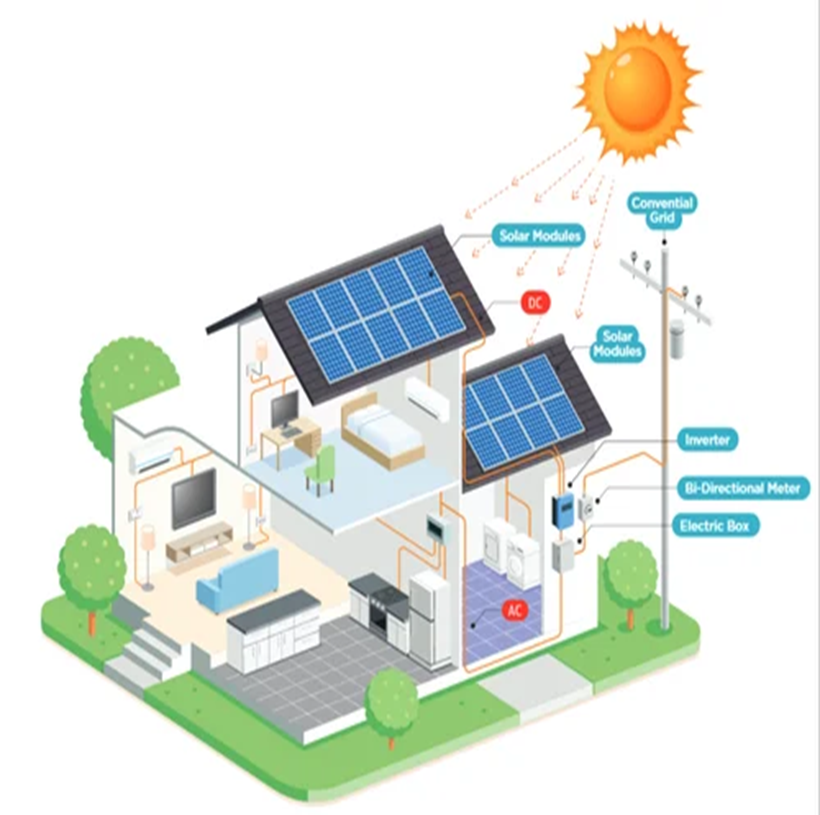 Convential
Grid
Solar Modules
DC
Solar
Modules
Inverter
Bi-Directional Meter
Electric Box
AC